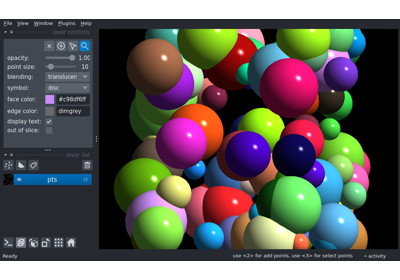 File View Window Plugins Help
layer controls
opacity: 1.00
point size: 10
blending: translucen
symbol: disc
face color: #c98df6ff
edge color: dimgrey
display text:
out of slice:
layer list
pts
Ready use <2> for add points, use <3> for select points activity